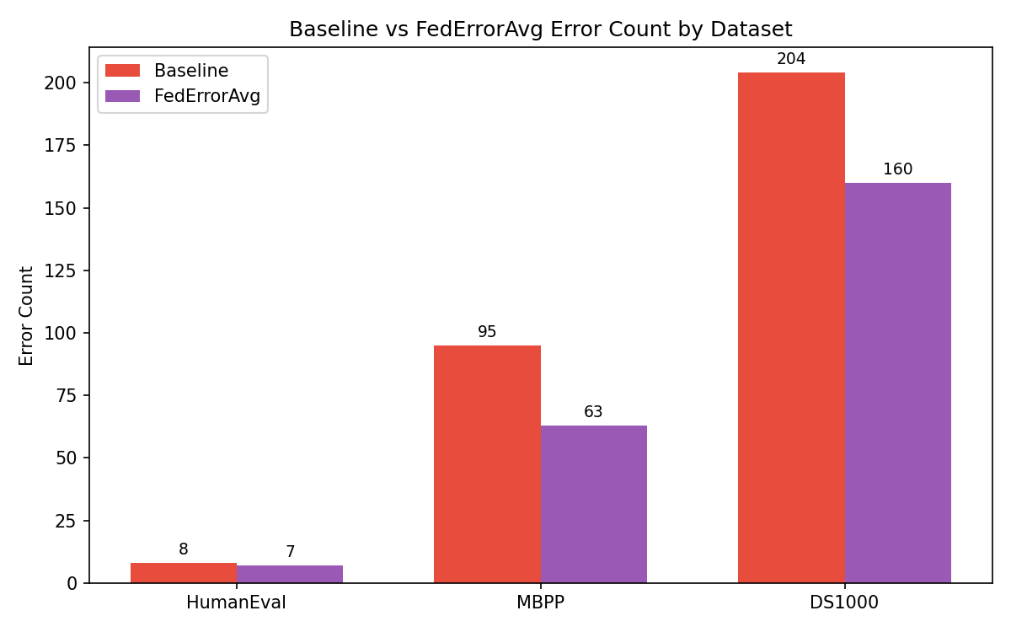 Baseline vs FedErrorAvg Error Count by Dataset
Baseline
FedErrorAvg
Error Count
200
175
150
125
100
75
50
25
0
8
7
95
63
204
160
HumanEval
MBPP
DS1000